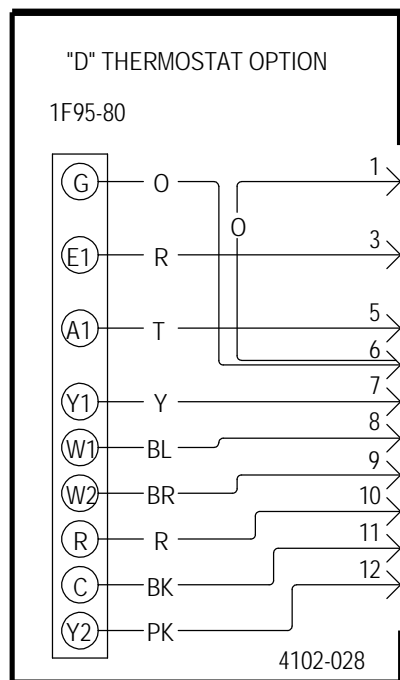 "D" THERMOSTAT OPTION
1F95-80
1
G O
O
3
E1 R
5
A1 T
6
7
Y1 Y
8
W1 BL
9
W2 BR
10
R R
11
C BK
12
Y2 PK
4102-028